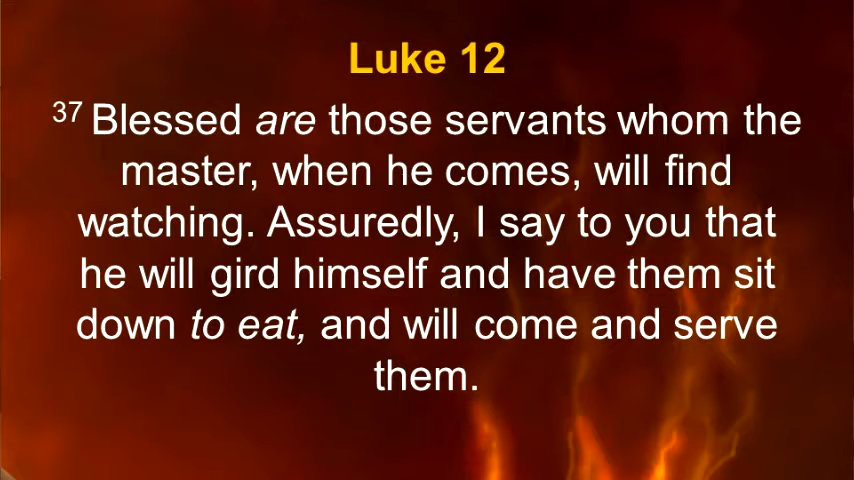 Luke 12
37 Blessed are those servants whom the
master, when he comes, will find
watching. Assuredly, I say to you that
he will gird himself and have them sit
down to eat, and will come and serve
them.